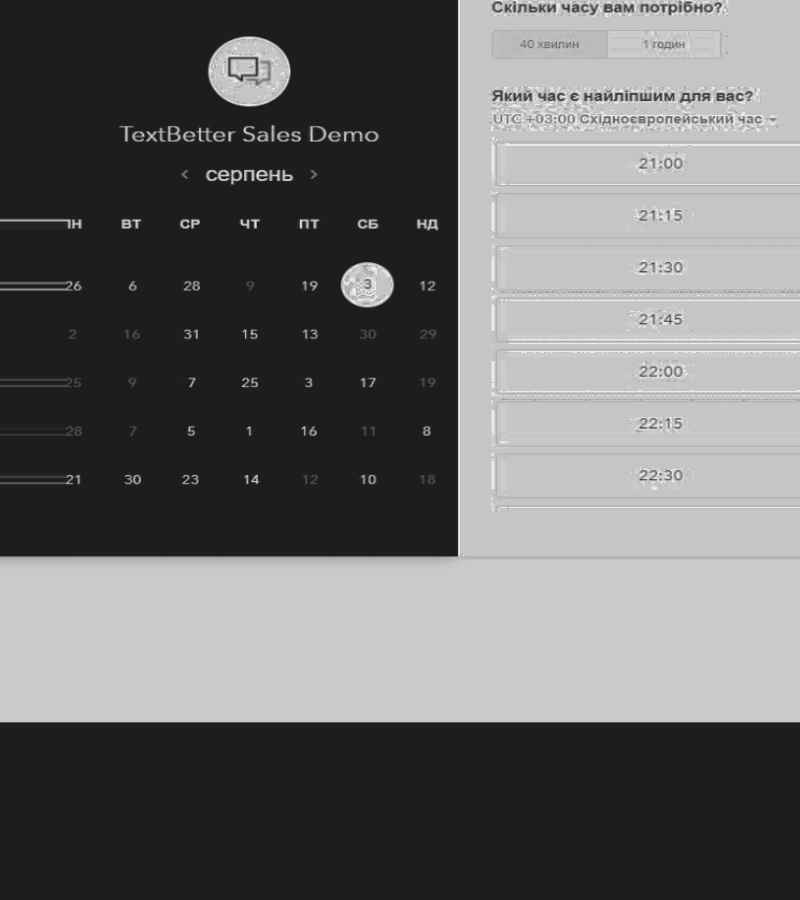 TextBetter Sales Demo
‹ серпень ›
ПН ВТ СР ЧТ ПТ СБ НД
26 6 28 9 19 3 12
2 16 31 15 13 30 29
25 9 7 25 3 17 19
28 7 5 1 16 11 8
21 30 23 14 12 10 18
Скільки часу вам потрібно?
40 хвилин 1 годин
Який час є найліпшим для вас?
UTC +03:00 Східноєвропейський час
21:00
21:15
21:30
21:45
22:00
22:15
22:30